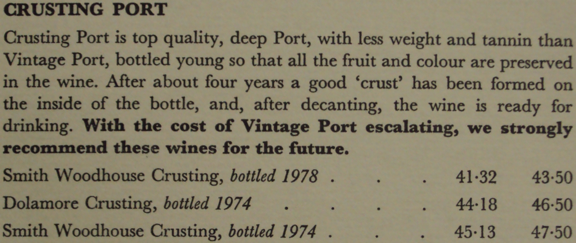 CRUSTING PORT
Crusting Port is top quality, deep Port, with less weight and tannin than
Vintage Port, bottled young so that all the fruit and colour are preserved
in the wine. After about four years a good ‘crust’ has been formed on
the inside of the bottle, and, after decanting, the wine is ready for
drinking. With the cost of Vintage Port escalating, we strongly
recommend these wines for the future.
Smith Woodhouse Crusting, bottled 1978 . . . 41·32 43·50
Dolamore Crusting, bottled 1974 . . . . 44·18 46·50
Smith Woodhouse Crusting, bottled 1974 . . . 45·13 47·50